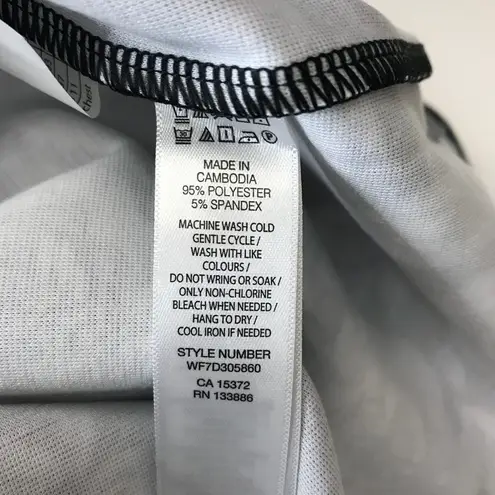 MADE IN
CAMBODIA
95% POLYESTER
5% SPANDEX
MACHINE WASH COLD
GENTLE CYCLE /
WASH WITH LIKE
COLOURS /
DO NOT WRING OR SOAK /
ONLY NON-CHLORINE
BLEACH WHEN NEEDED /
HANG TO DRY /
COOL IRON IF NEEDED
STYLE NUMBER
WF7D305860
CA 15372
RN 133886